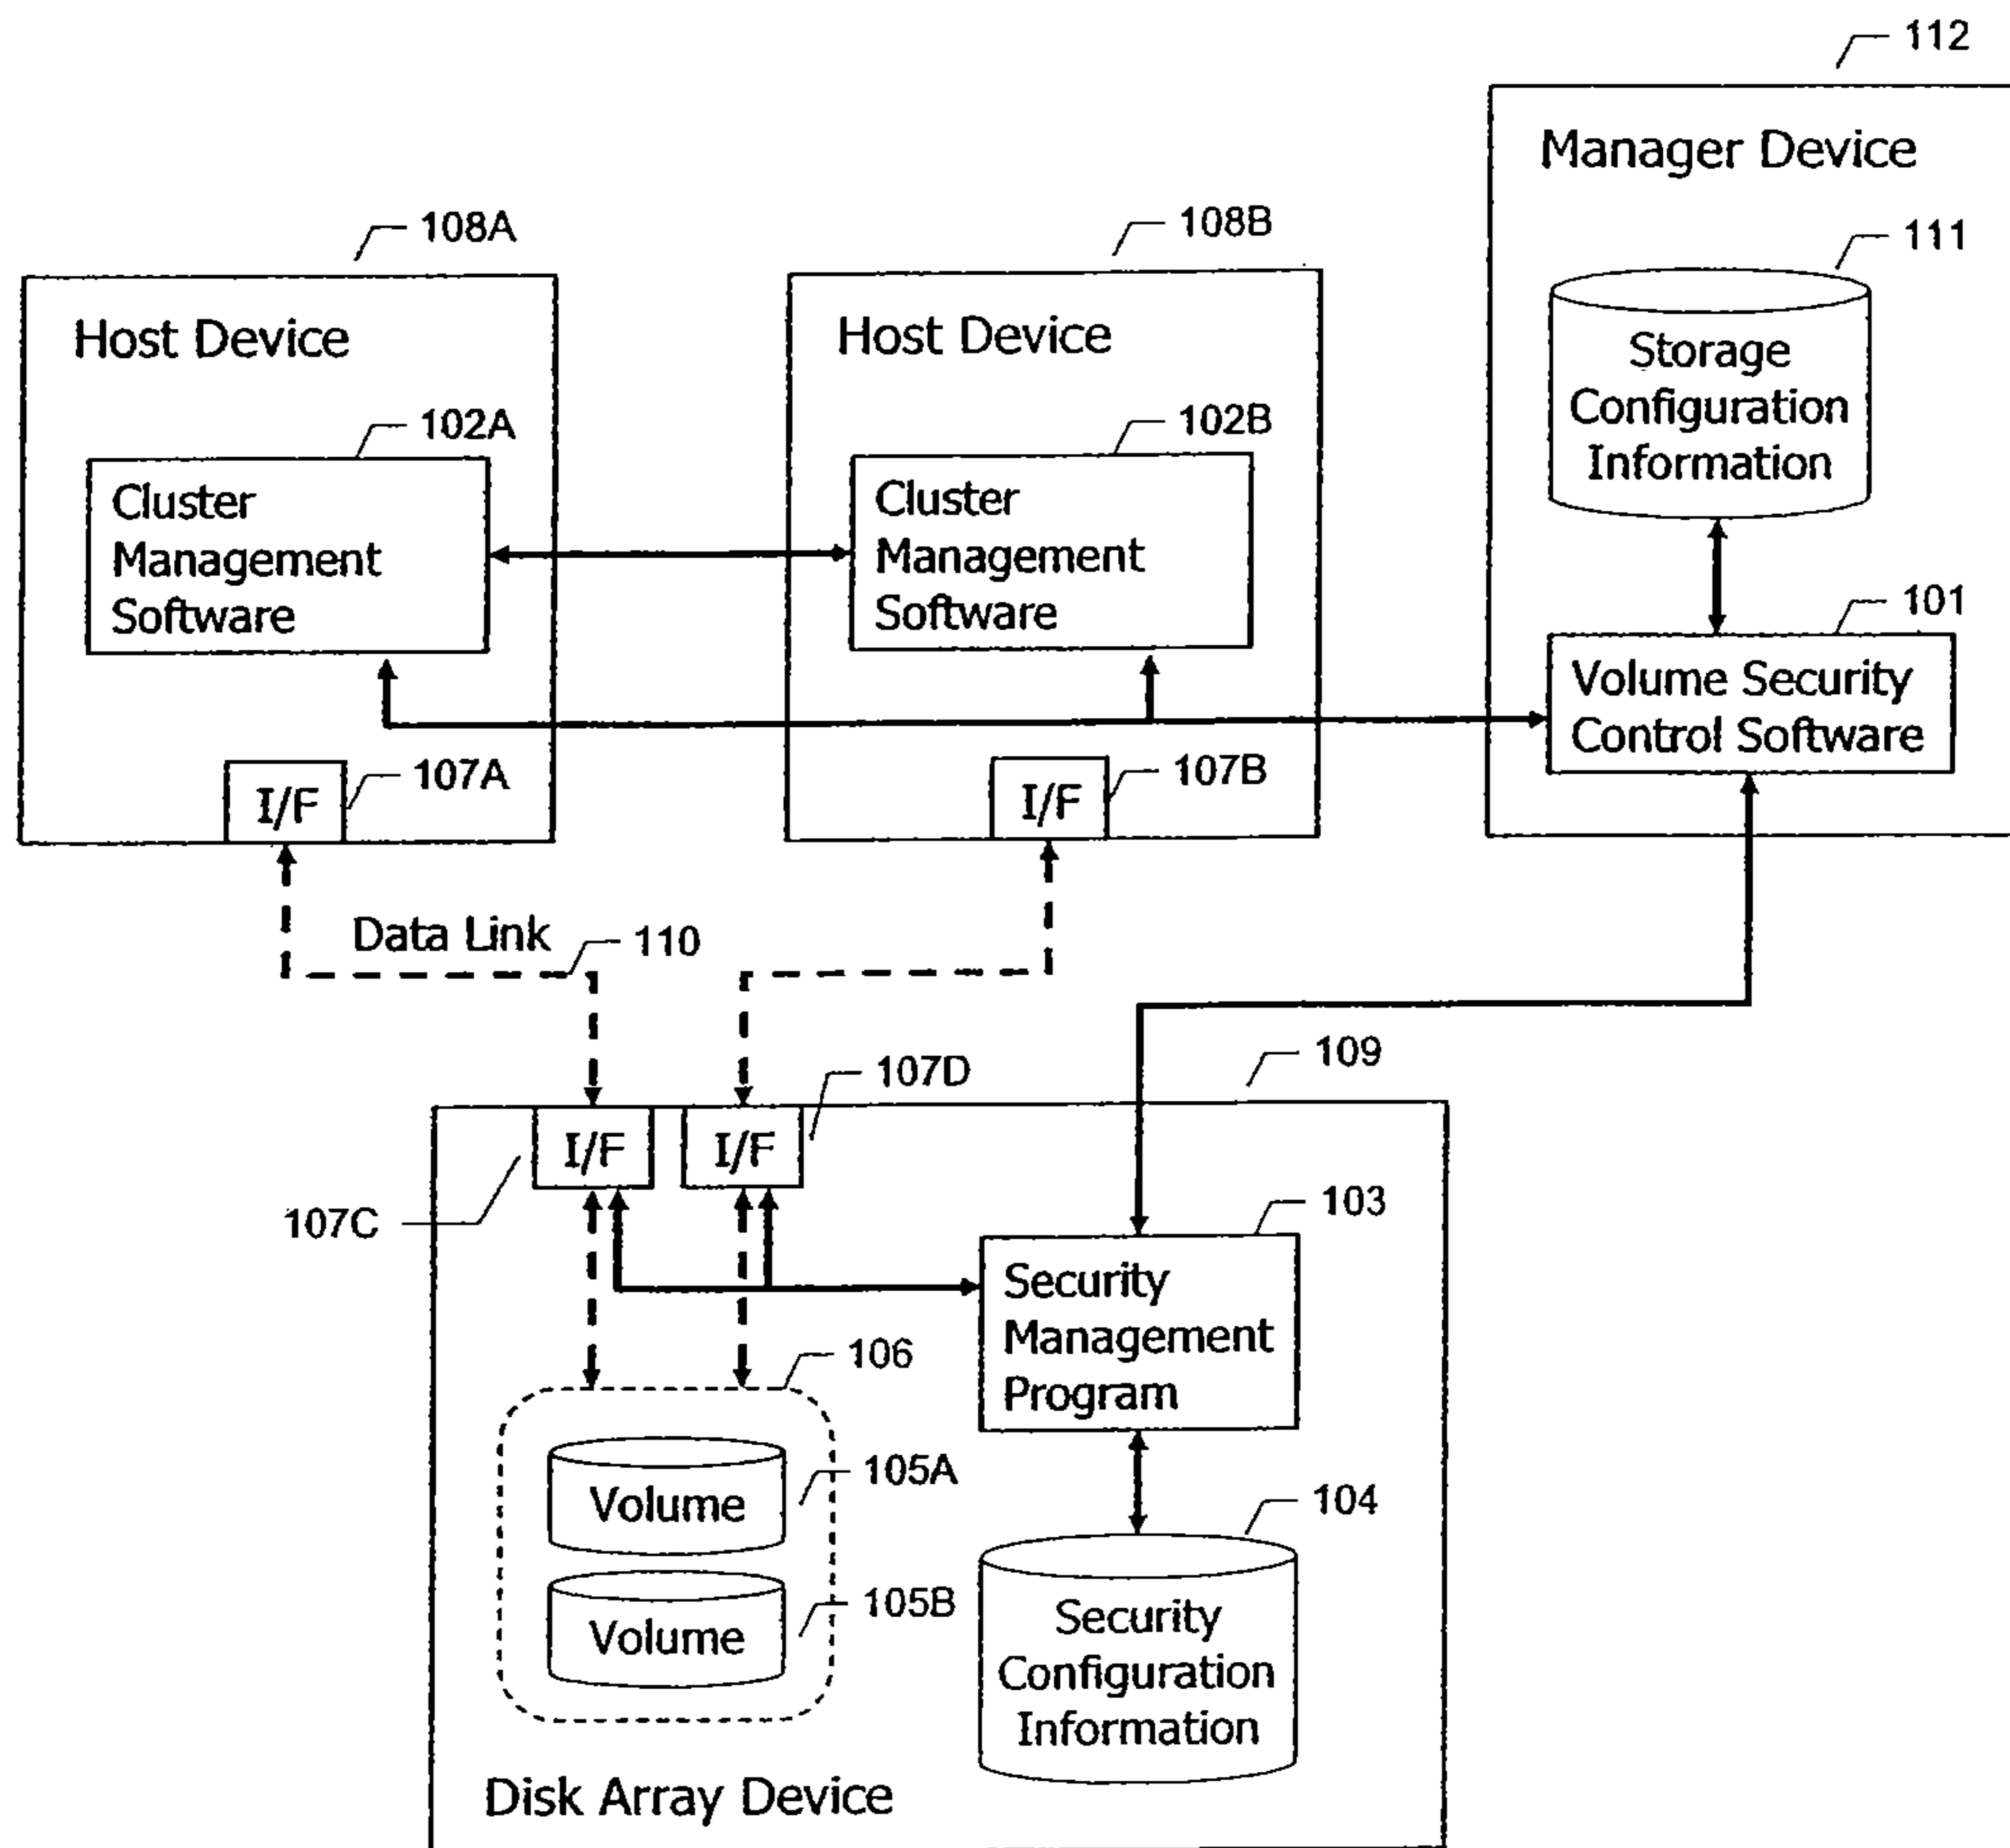 112
Manager Device
111
Storage
Configuration
Information
101
Volume Security
Control Software
108A
Host Device
102A
Cluster
Management
Software
107A
I/F
108B
Host Device
102B
Cluster
Management
Software
107B
I/F
Data Link
110
109
107D
I/F
I/F
107C
103
Security
Management
Program
106
105A
Volume
105B
Volume
104
Security
Configuration
Information
Disk Array Device